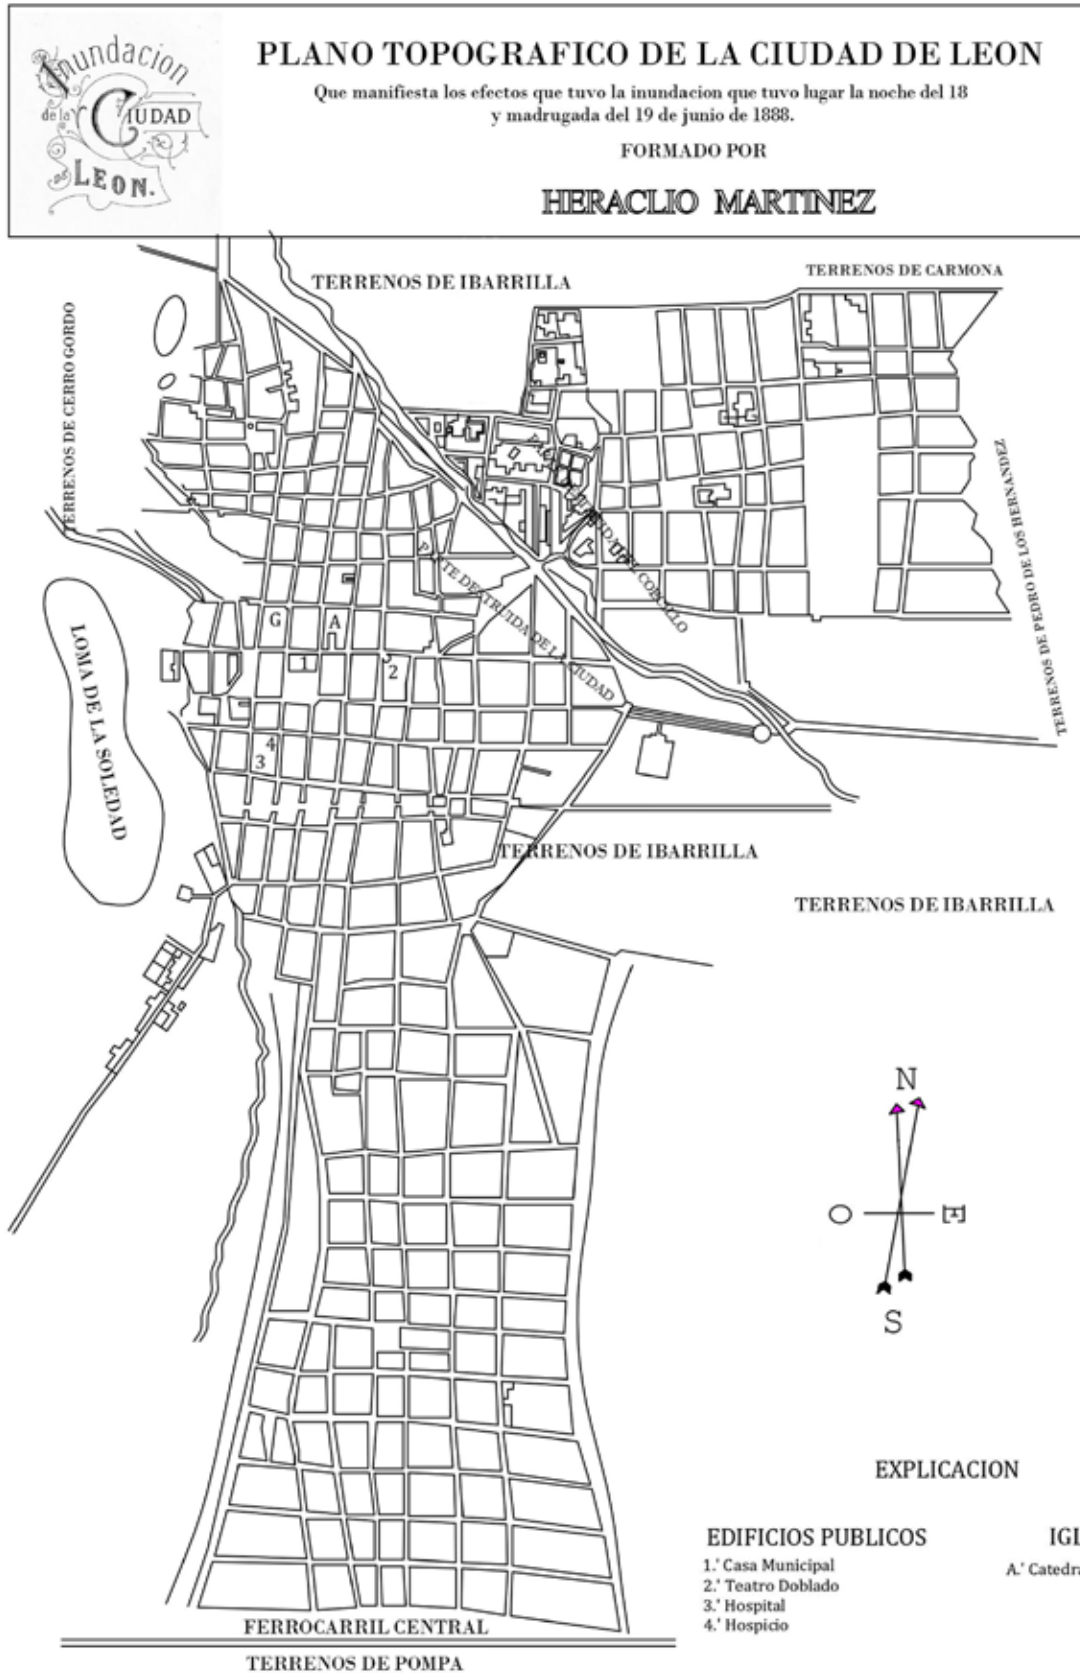 Inundacion
de la CIUDAD
DE LEON.
PLANO TOPOGRAFICO DE LA CIUDAD DE LEON
Que manifiesta los efectos que tuvo la inundacion que tuvo lugar la noche del 18
y madrugada del 19 de junio de 1888.
FORMADO POR
HERACLIO MARTINEZ
TERRENOS DE IBARRILLA
TERRENOS DE CARMONA
TERRENOS DE CERRO GORDO
TERRENOS DE PEDRO DE LOS HERNANDEZ
COECILLO
PARTE DESTRUIDA DE LA CIUDAD
G
A
1
2
4
3
LOMA DE LA SOLEDAD
TERRENOS DE IBARRILLA
TERRENOS DE IBARRILLA
N
O E
S
EXPLICACION
EDIFICIOS PUBLICOS
1.' Casa Municipal
2.' Teatro Doblado
3.' Hospital
4.' Hospicio
IGL
A.' Catedra
FERROCARRIL CENTRAL
TERRENOS DE POMPA